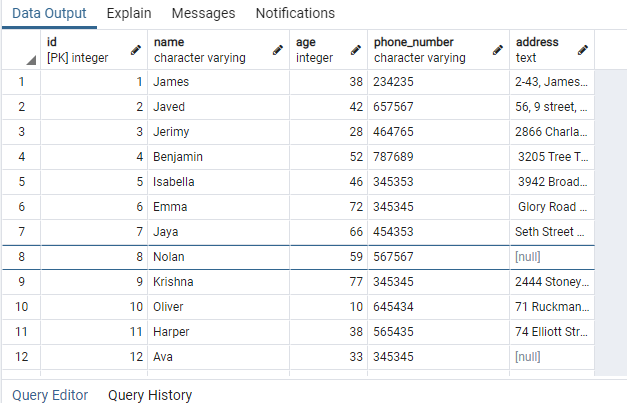 Data Output Explain Messages Notifications
id name age phone_number address
[PK] integer character varying integer character varying text
1 1 James 38 234235 2-43, James...
2 2 Javed 42 657567 56, 9 street, ...
3 3 Jerimy 28 464765 2866 Charla...
4 4 Benjamin 52 787689 3205 Tree T...
5 5 Isabella 46 345353 3942 Broad...
6 6 Emma 72 345345 Glory Road ...
7 7 Jaya 66 454353 Seth Street ...
8 8 Nolan 59 567567 [null]
9 9 Krishna 77 345345 2444 Stoney...
10 10 Oliver 10 645434 71 Ruckman...
11 11 Harper 38 565435 74 Elliott Str...
12 12 Ava 33 345345 [null]
Query Editor Query History